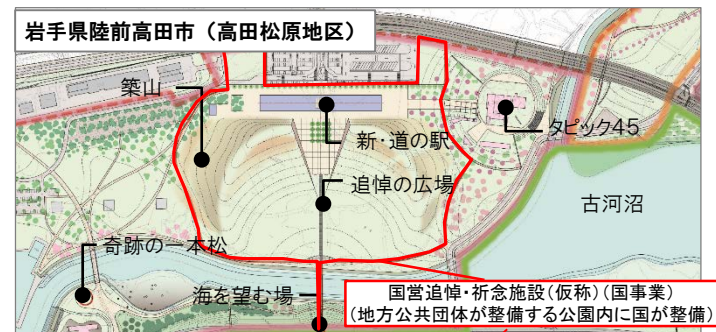 岩手県陸前高田市（高田松原地区）
築山
新・道の駅
タピック45
追悼の広場
古河沼
奇跡の一本松
海を望む場
国営追悼・祈念施設(仮称)(国事業)
(地方公共団体が整備する公園内に国が整備)